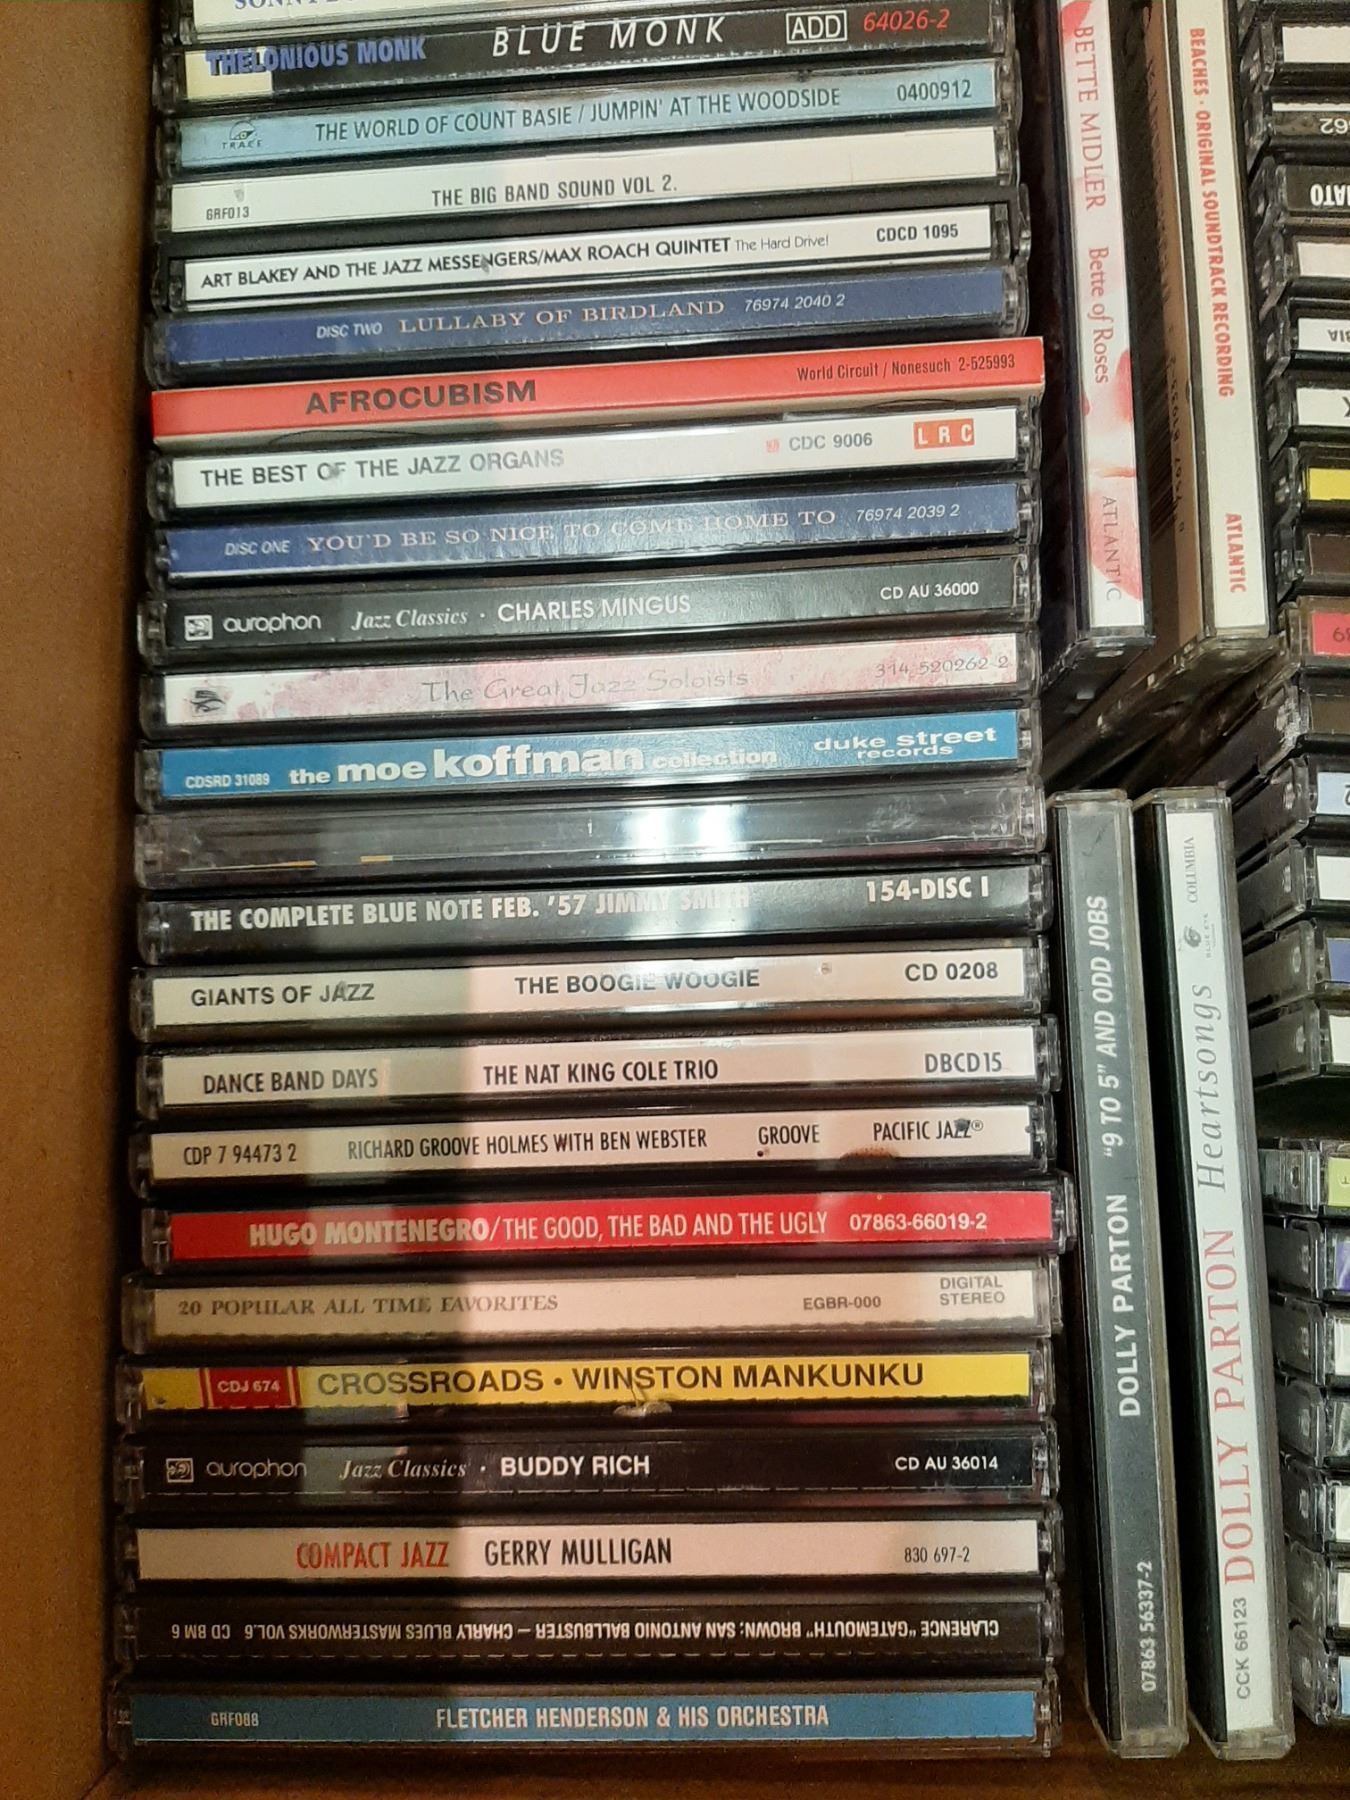 THELONIOUS MONK BLUE MONK ADD 64026-2
TRACE THE WORLD OF COUNT BASIE / JUMPIN' AT THE WOODSIDE 0400912
GRF013 THE BIG BAND SOUND VOL 2.
ART BLAKEY AND THE JAZZ MESSENGERS/MAX ROACH QUINTET The Hard Drive! CDCD 1095
DISC TWO LULLABY OF BIRDLAND 76974 2040 2
AFROCUBISM World Circuit / Nonesuch 2-525993
THE BEST OF THE JAZZ ORGANS CDC 9006 LRC
DISC ONE YOU'D BE SO NICE TO COME HOME TO 76974 2039 2
aurophon Jazz Classics · CHARLES MINGUS CD AU 36000
The Great Jazz Soloists 314 520262-2
CDSRD 31089 the moe koffman collection duke street records
THE COMPLETE BLUE NOTE FEB. '57 JIMMY SMITH 154-DISC I
GIANTS OF JAZZ THE BOOGIE WOOGIE CD 0208
DANCE BAND DAYS THE NAT KING COLE TRIO DBCD15
CDP 7 94473 2 RICHARD GROOVE HOLMES WITH BEN WEBSTER GROOVE PACIFIC JAZZ®
HUGO MONTENEGRO/THE GOOD, THE BAD AND THE UGLY 07863-66019-2
20 POPULAR ALL TIME FAVORITES EGBR-000 DIGITAL STEREO
CDJ 674 CROSSROADS • WINSTON MANKUNKU
aurophon Jazz Classics · BUDDY RICH CD AU 36014
COMPACT JAZZ GERRY MULLIGAN 830 697-2
CLARENCE "GATEMOUTH" BROWN: SAN ANTONIO BALLBUSTER – CHARLY BLUES MASTERWORKS VOL.6 CD BM 6
GRF088 FLETCHER HENDERSON & HIS ORCHESTRA
BETTE MIDLER Bette of Roses ATLANTIC
BEACHES · ORIGINAL SOUNDTRACK RECORDING ATLANTIC
07863 56337-2 DOLLY PARTON "9 TO 5" AND ODD JOBS
CCK 66123 DOLLY PARTON Heartsongs COLUMBIA